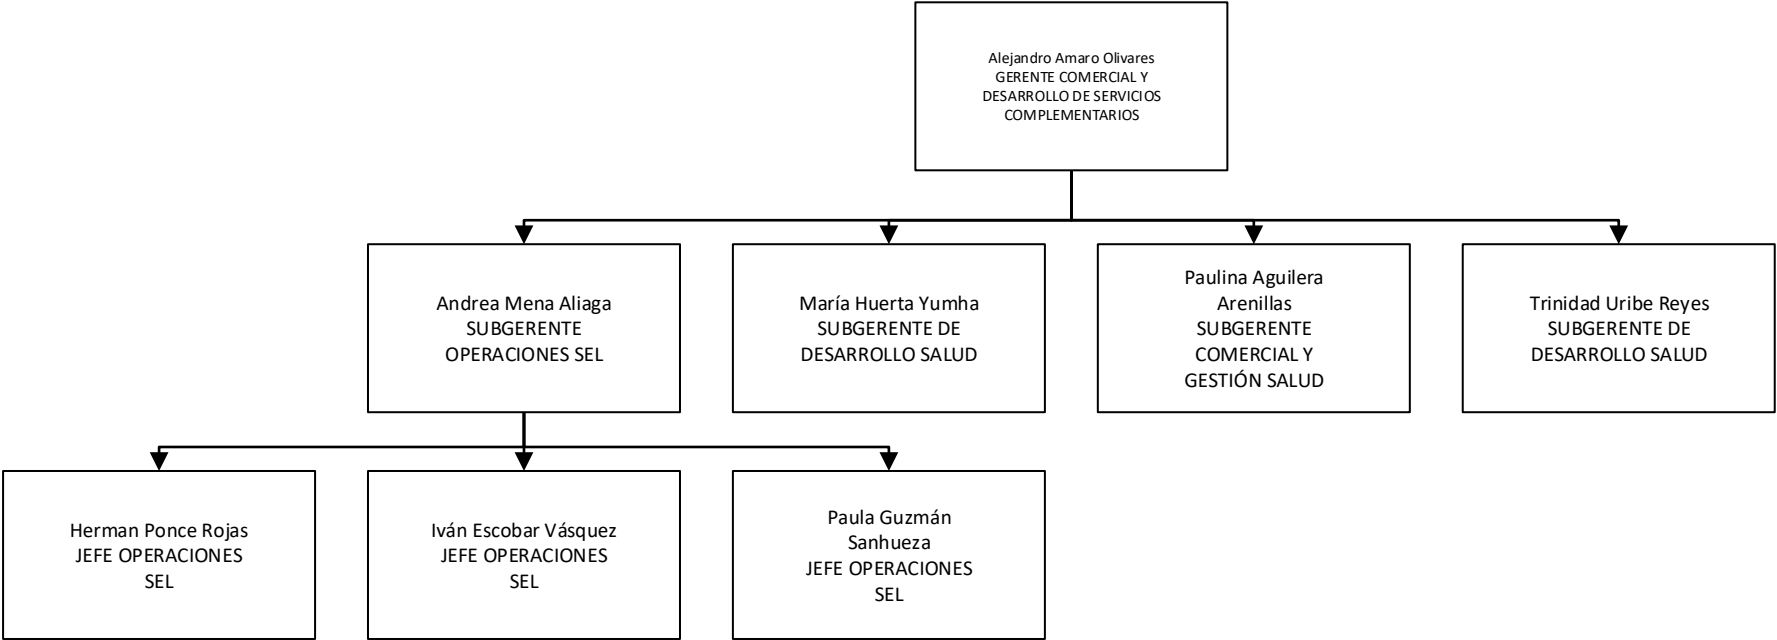 Alejandro Amaro Olivares
GERENTE COMERCIAL Y
DESARROLLO DE SERVICIOS
COMPLEMENTARIOS
Andrea Mena Aliaga
SUBGERENTE
OPERACIONES SEL
María Huerta Yumha
SUBGERENTE DE
DESARROLLO SALUD
Paulina Aguilera
Arenillas
SUBGERENTE
COMERCIAL Y
GESTIÓN SALUD
Trinidad Uribe Reyes
SUBGERENTE DE
DESARROLLO SALUD
Herman Ponce Rojas
JEFE OPERACIONES
SEL
Iván Escobar Vásquez
JEFE OPERACIONES
SEL
Paula Guzmán
Sanhueza
JEFE OPERACIONES
SEL